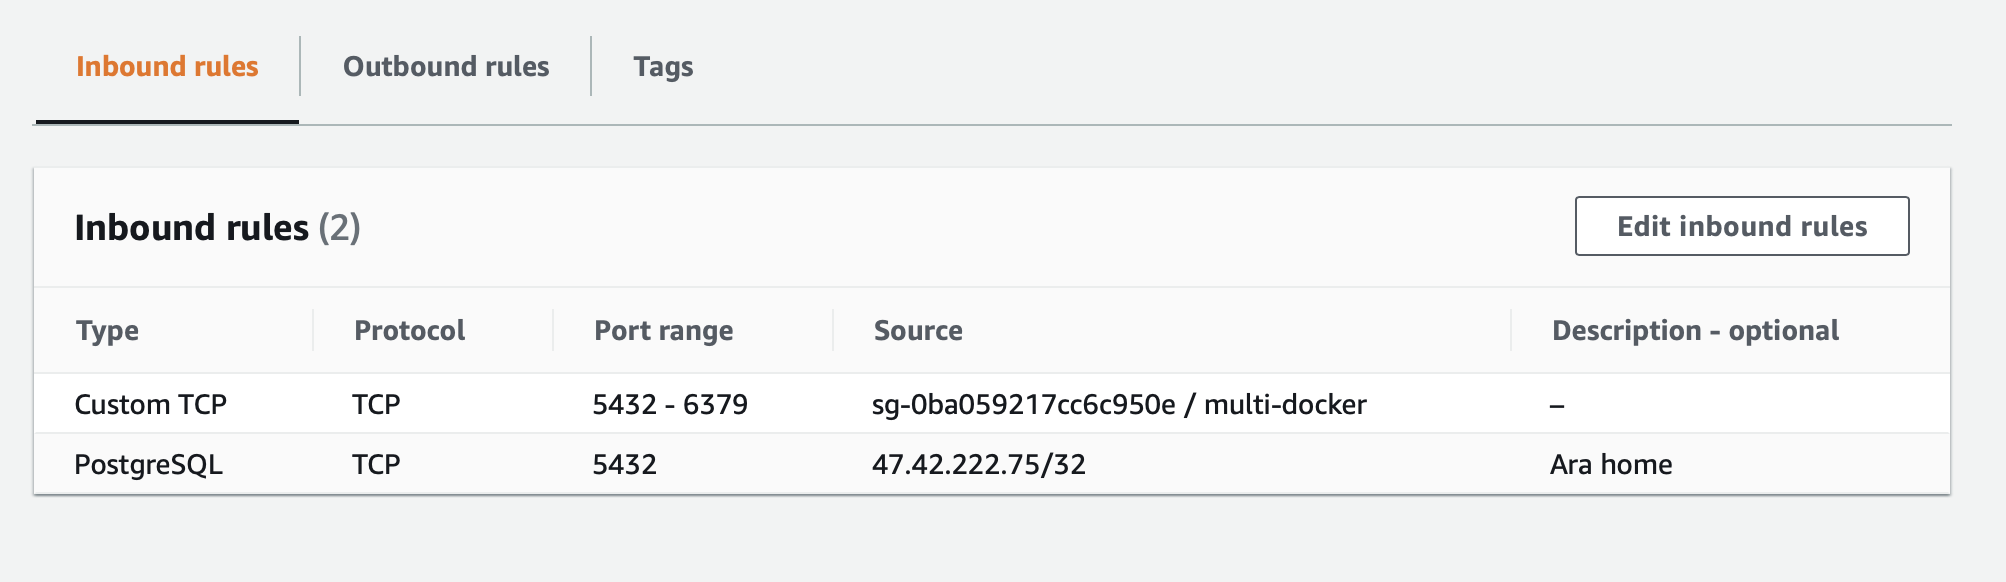 Inbound rules Outbound rules Tags
Inbound rules (2) Edit inbound rules
Type Protocol Port range Source Description - optional
Custom TCP TCP 5432 - 6379 sg-0ba059217cc6c950e / multi-docker –
PostgreSQL TCP 5432 47.42.222.75/32 Ara home